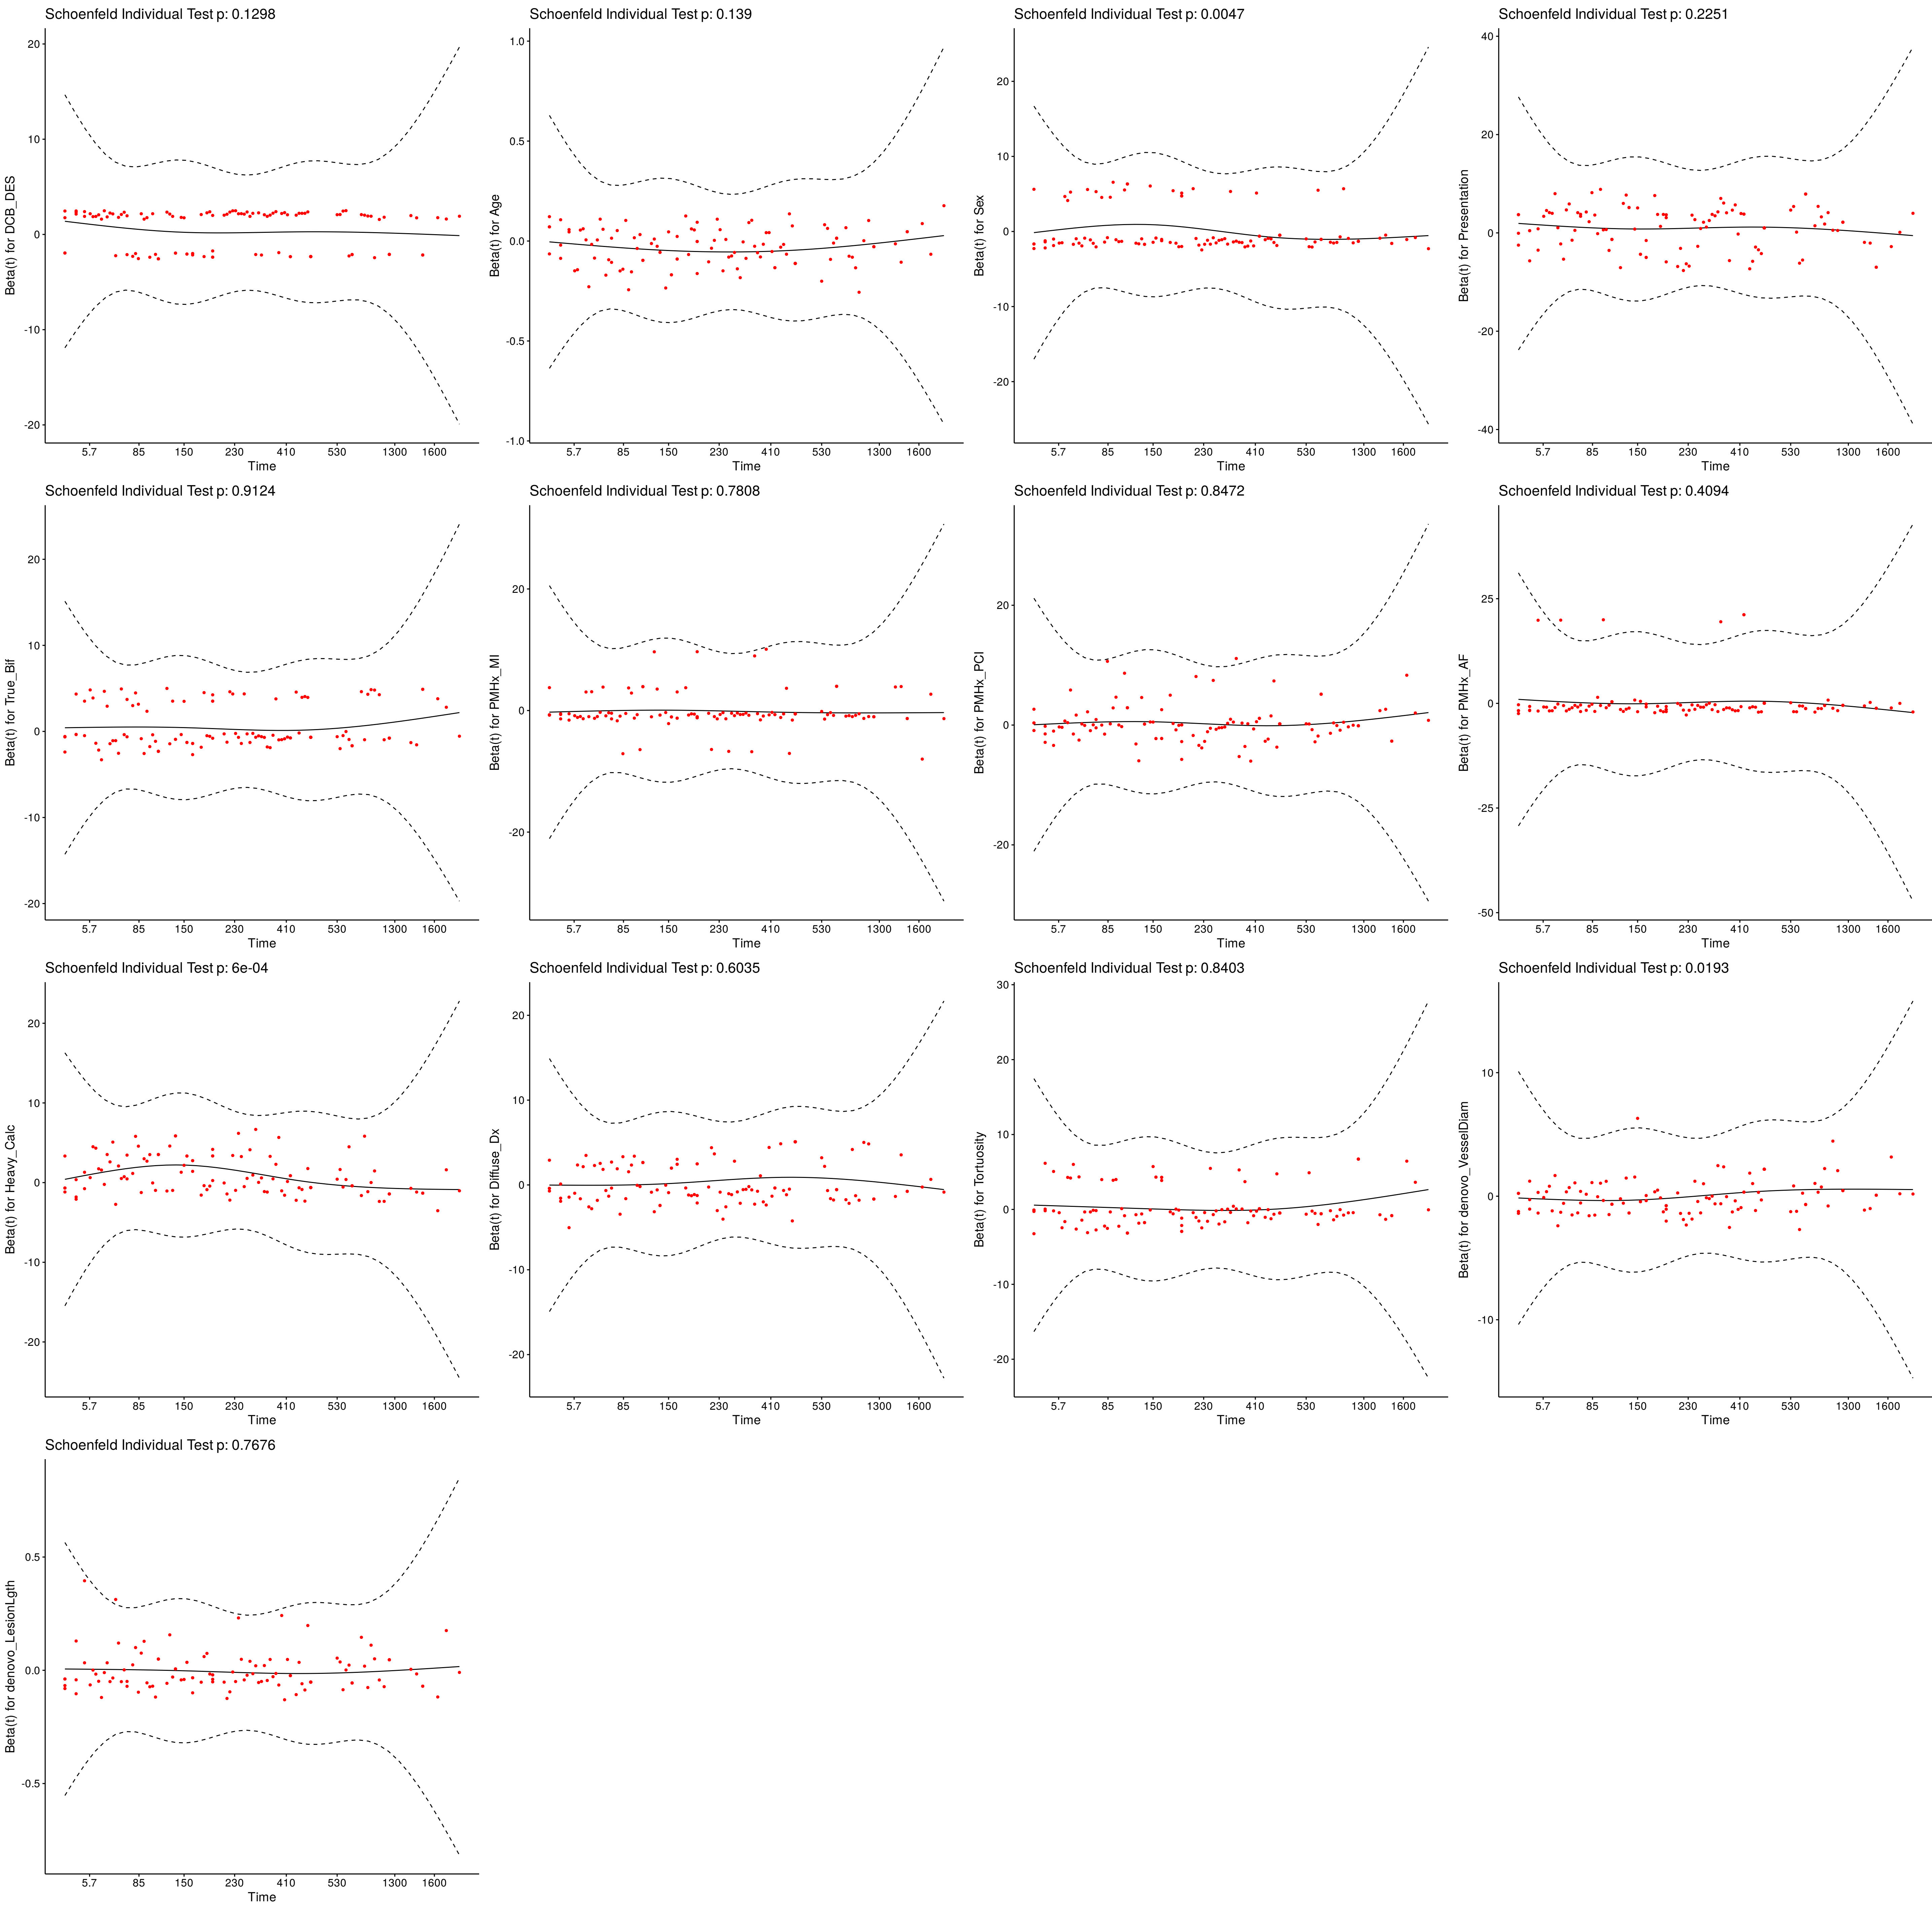 Schoenfeld Individual Test p: 0.1298
20
10
0
-10
-20
Beta(t) for DCB_DES
5.7 85 150 230 410 530 1300 1600
Time
Schoenfeld Individual Test p: 0.139
1.0
0.5
0.0
-0.5
-1.0
Beta(t) for Age
5.7 85 150 230 410 530 1300 1600
Time
Schoenfeld Individual Test p: 0.0047
20
10
0
-10
-20
Beta(t) for Sex
5.7 85 150 230 410 530 1300 1600
Time
Schoenfeld Individual Test p: 0.2251
40
20
0
-20
-40
Beta(t) for Presentation
5.7 85 150 230 410 530 1300 1600
Time
Schoenfeld Individual Test p: 0.9124
20
10
0
-10
-20
Beta(t) for True_Bif
5.7 85 150 230 410 530 1300 1600
Time
Schoenfeld Individual Test p: 0.7808
20
0
-20
Beta(t) for PMHx_MI
5.7 85 150 230 410 530 1300 1600
Time
Schoenfeld Individual Test p: 0.8472
20
0
-20
Beta(t) for PMHx_PCI
5.7 85 150 230 410 530 1300 1600
Time
Schoenfeld Individual Test p: 0.4094
25
0
-25
-50
Beta(t) for PMHx_AF
5.7 85 150 230 410 530 1300 1600
Time
Schoenfeld Individual Test p: 6e-04
20
10
0
-10
-20
Beta(t) for Heavy_Calc
5.7 85 150 230 410 530 1300 1600
Time
Schoenfeld Individual Test p: 0.6035
20
10
0
-10
-20
Beta(t) for Diffuse_Dx
5.7 85 150 230 410 530 1300 1600
Time
Schoenfeld Individual Test p: 0.8403
30
20
10
0
-10
-20
Beta(t) for Tortuosity
5.7 85 150 230 410 530 1300 1600
Time
Schoenfeld Individual Test p: 0.0193
10
0
-10
Beta(t) for denovo_VesselDiam
5.7 85 150 230 410 530 1300 1600
Time
Schoenfeld Individual Test p: 0.7676
0.5
0.0
-0.5
Beta(t) for denovo_LesionLgth
5.7 85 150 230 410 530 1300 1600
Time